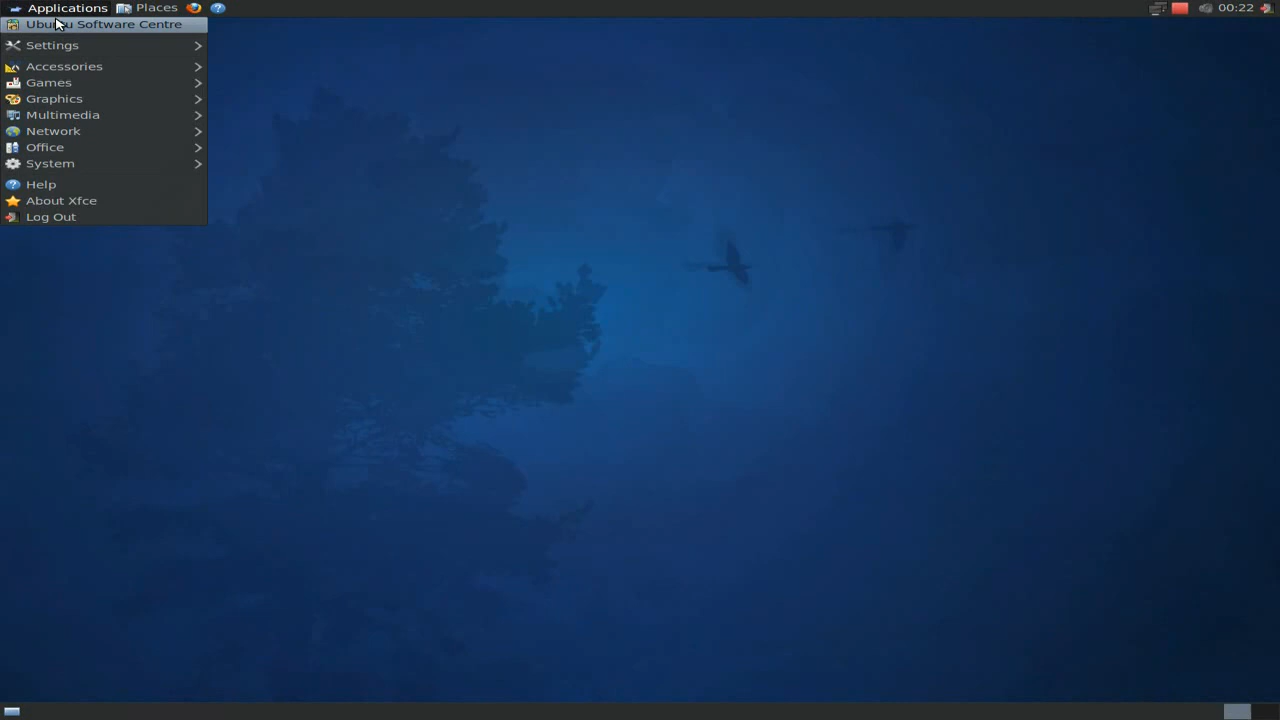 Applications Places 00:22
Ubuntu Software Centre
Settings
Accessories
Games
Graphics
Multimedia
Network
Office
System
Help
About Xfce
Log Out